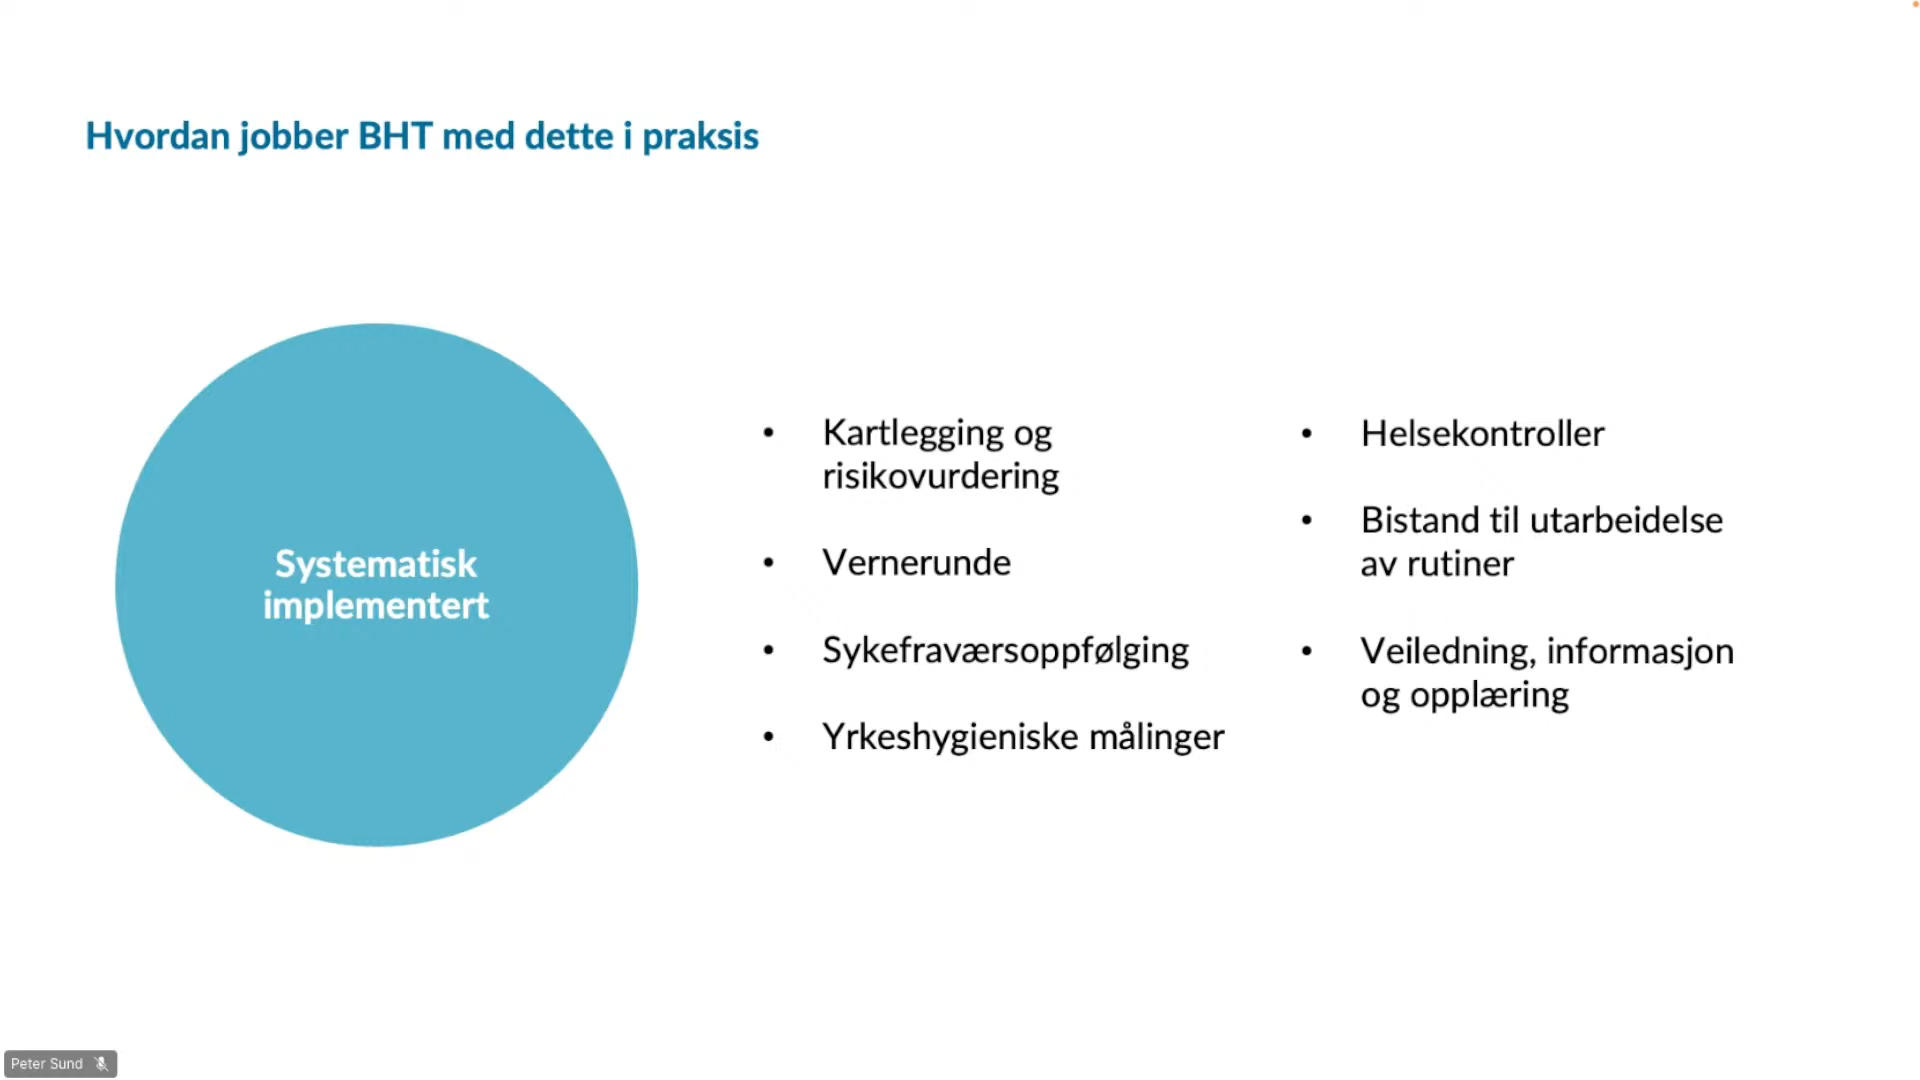 Hvordan jobber BHT med dette i praksis
Systematisk
implementert
• Kartlegging og
risikovurdering
• Vernerunde
• Sykefraværsoppfølging
• Yrkeshygieniske målinger
• Helsekontroller
• Bistand til utarbeidelse
av rutiner
• Veiledning, informasjon
og opplæring
Peter Sund